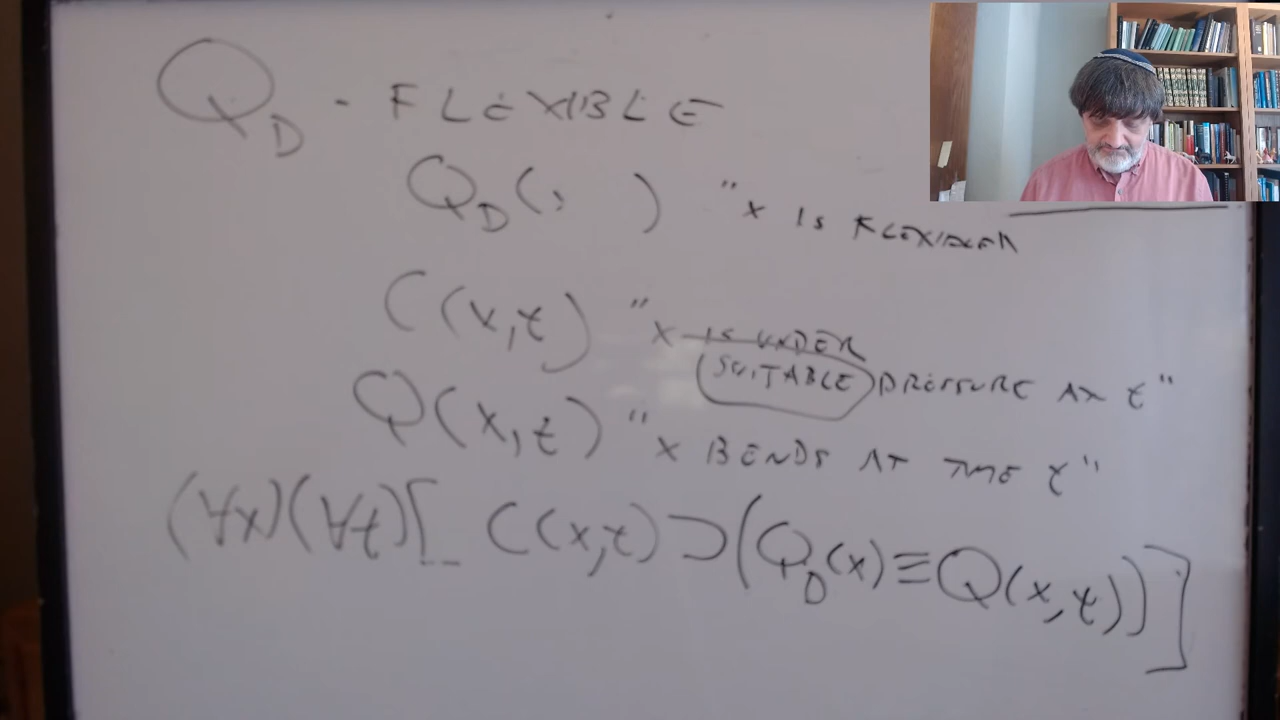 Q_D - FLEXIBLE
Q_D(, ) "x IS FLEXIBLE"
C(x,t) "x IS UNDER
SUITABLE PRESSURE AT t"
Q(x,t) "x BENDS AT TIME t"
(∀x)(∀t)[ C(x,t) ⊃ (Q_D(x) ≡ Q(x,t))]